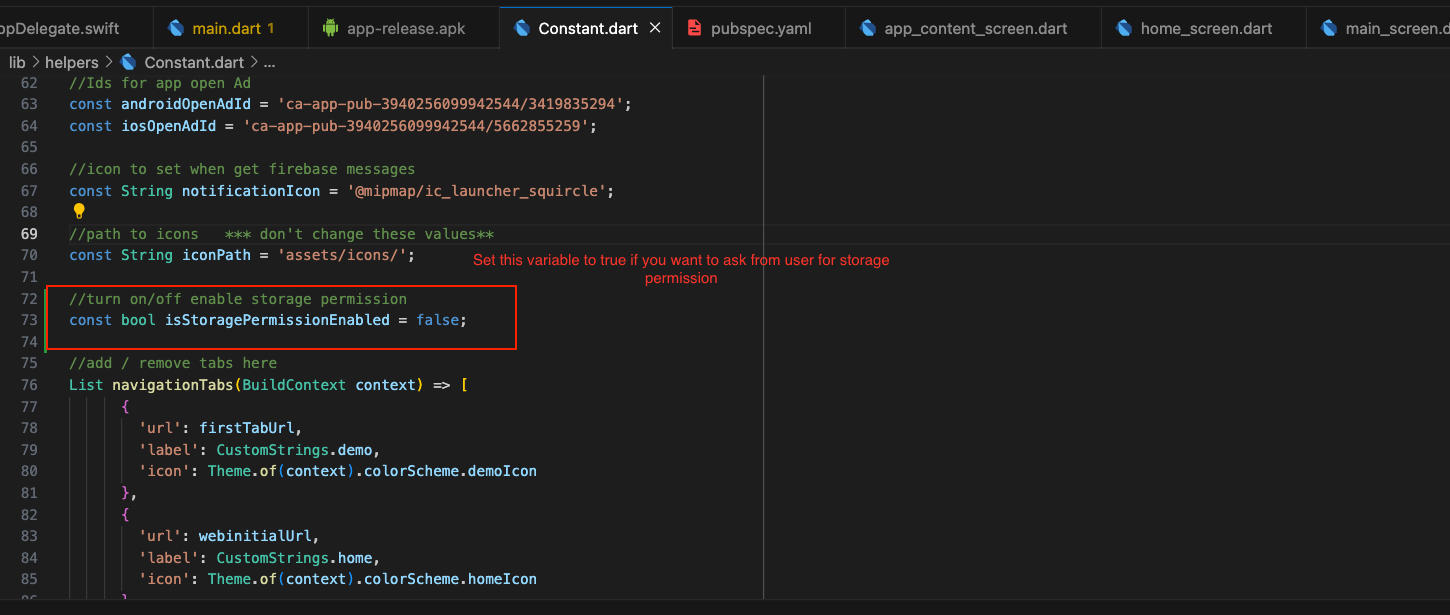 ppDelegate.swift main.dart 1 app-release.apk Constant.dart pubspec.yaml app_content_screen.dart home_screen.dart main_screen.d
lib > helpers > Constant.dart > ...
62 //Ids for app open Ad
63 const androidOpenAdId = 'ca-app-pub-3940256099942544/3419835294';
64 const iosOpenAdId = 'ca-app-pub-3940256099942544/5662855259';
65
66 //icon to set when get firebase messages
67 const String notificationIcon = '@mipmap/ic_launcher_squircle';
68
69 //path to icons   *** don't change these values**
70 const String iconPath = 'assets/icons/';
Set this variable to true if you want to ask from user for storage
permission
71
72 //turn on/off enable storage permission
73 const bool isStoragePermissionEnabled = false;
74
75 //add / remove tabs here
76 List navigationTabs(BuildContext context) => [
77 {
78 'url': firstTabUrl,
79 'label': CustomStrings.demo,
80 'icon': Theme.of(context).colorScheme.demoIcon
81 },
82 {
83 'url': webinitialUrl,
84 'label': CustomStrings.home,
85 'icon': Theme.of(context).colorScheme.homeIcon